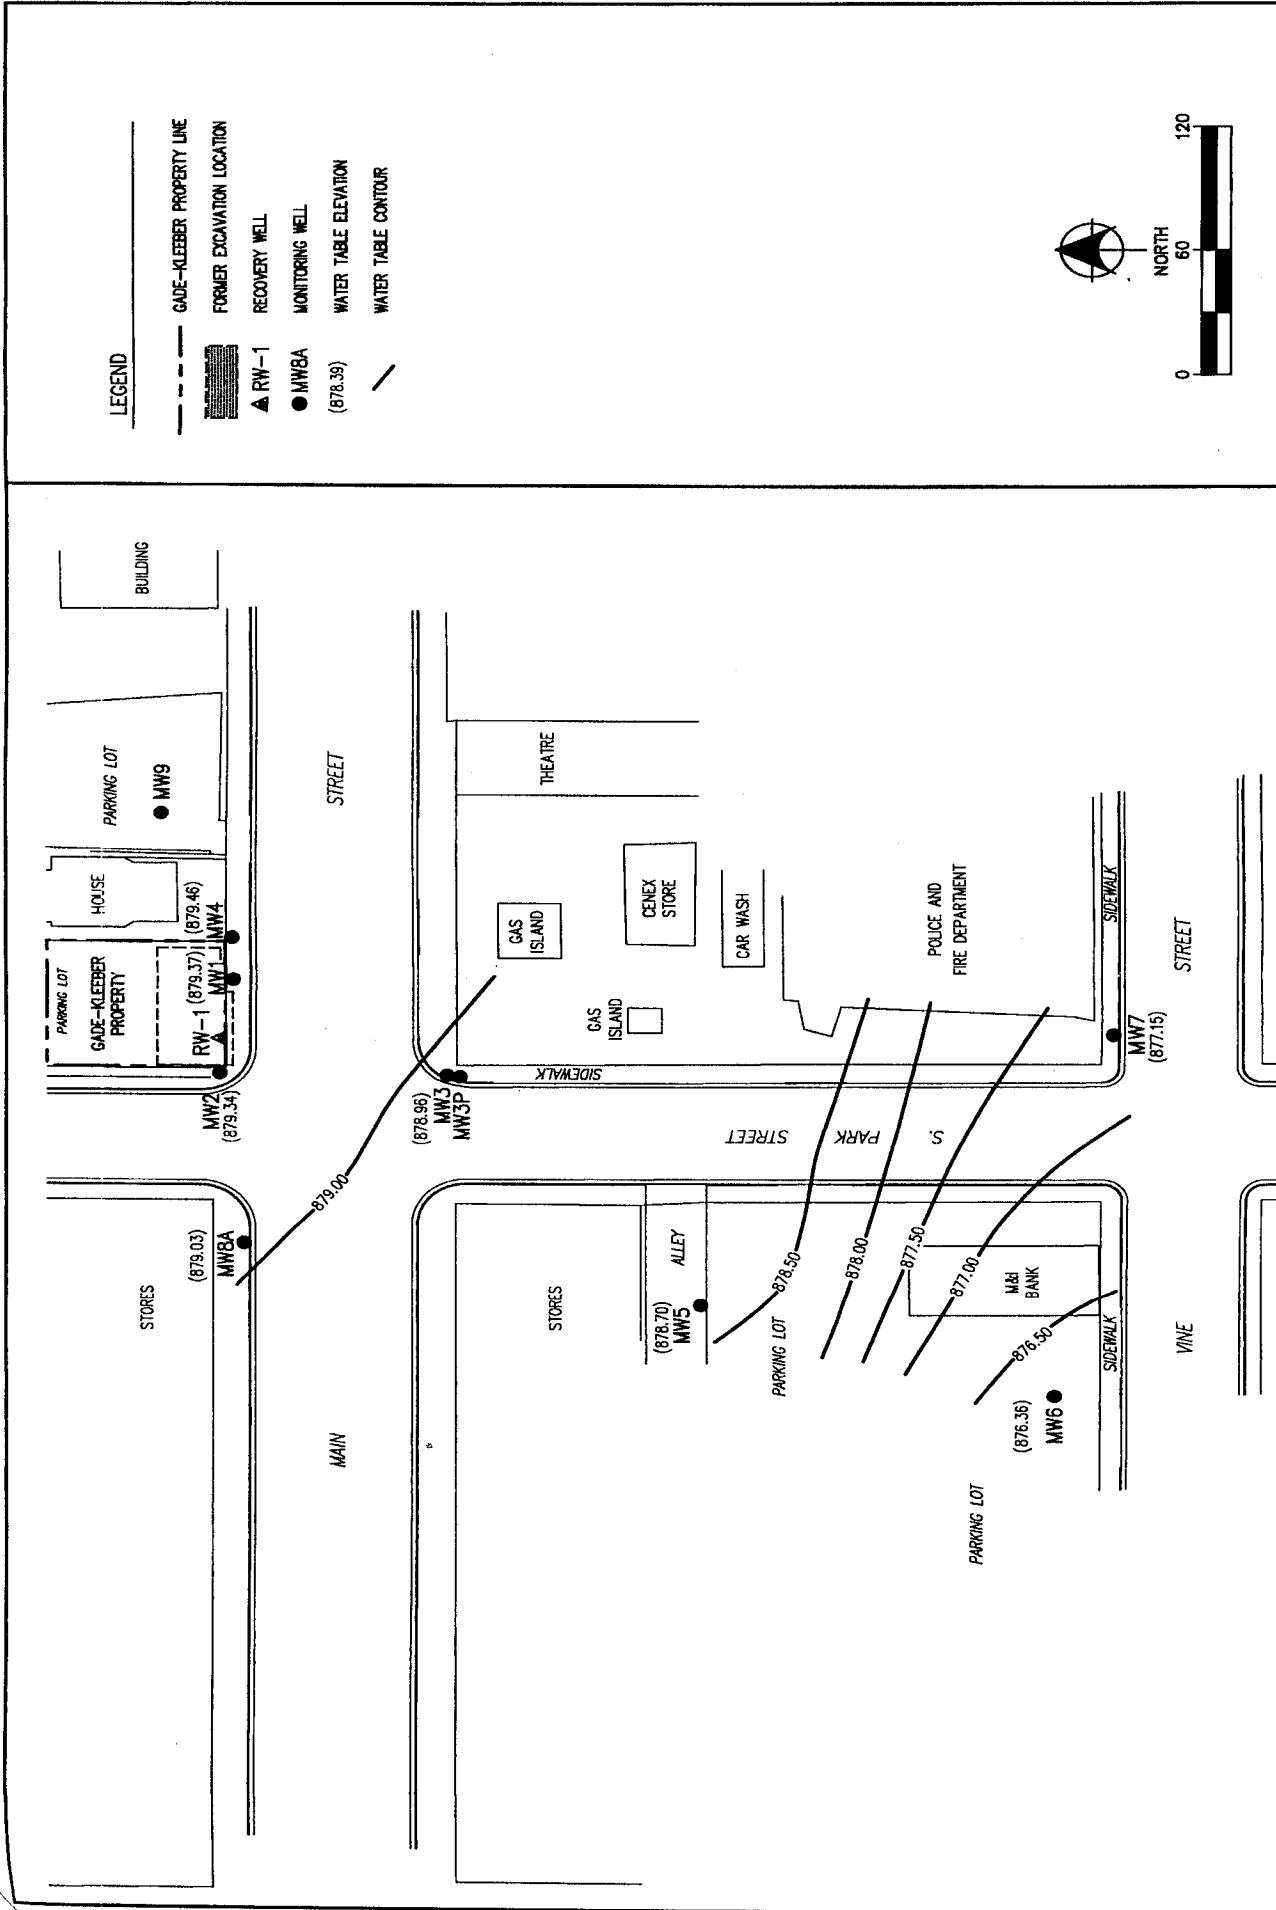 LEGEND
GADE-KLEEBER PROPERTY LINE
FORMER EXCAVATION LOCATION
RW-1
RECOVERY WELL
MW8A
MONITORING WELL
(878.39)
WATER TABLE ELEVATION
WATER TABLE CONTOUR
NORTH
0
60
120
BUILDING
PARKING LOT
MW9
HOUSE
PARKING LOT
GADE-KLEEBER
PROPERTY
RW-1
(879.37)
MW1
(879.46)
MW4
MW2
(879.34)
STORES
(879.03)
MW8A
879.00
MAIN
STREET
(878.96)
MW3
MW3P
SIDEWALK
THEATRE
GAS
ISLAND
GAS
ISLAND
CENEX
STORE
CAR WASH
POLICE AND
FIRE DEPARTMENT
SIDEWALK
MW7
(877.15)
S.
PARK
STREET
STORES
ALLEY
(878.70)
MW5
PARKING LOT
878.50
878.00
877.50
877.00
876.50
M&I
BANK
SIDEWALK
(876.36)
MW6
PARKING LOT
VINE
STREET